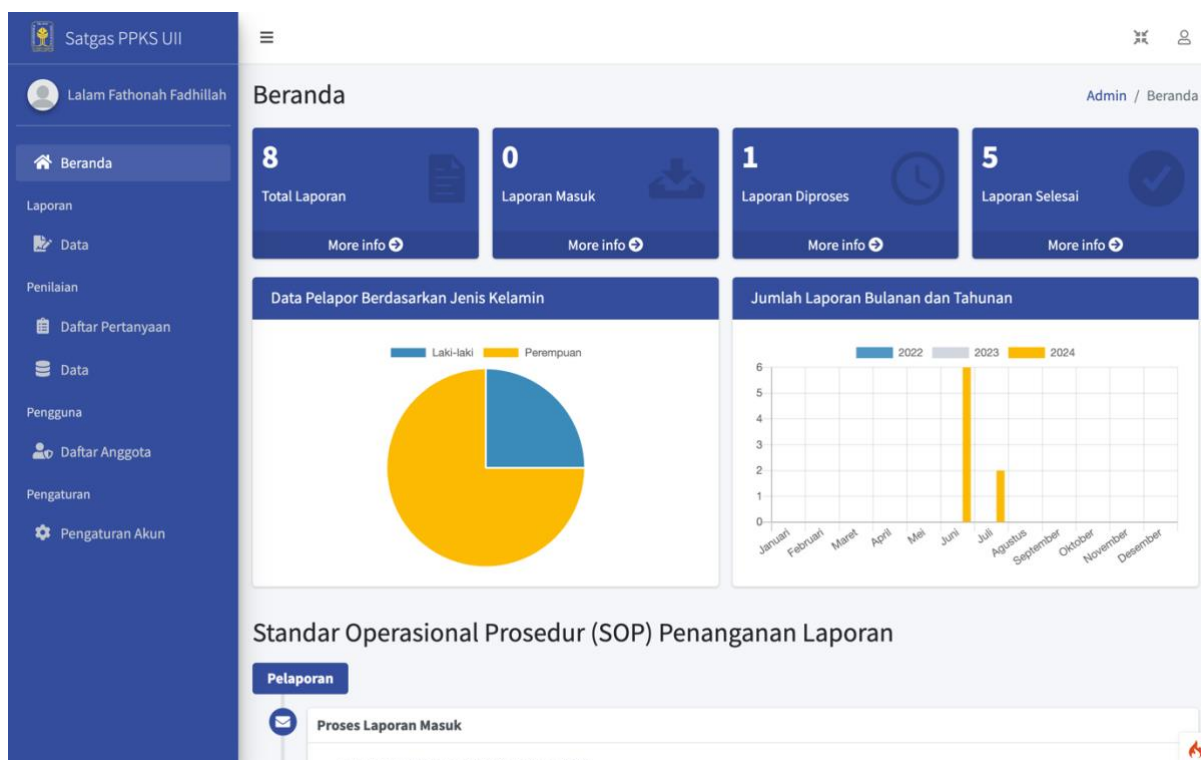 Satgas PPKS UII
Lalam Fathonah Fadhillah
Beranda
Laporan
Data
Penilaian
Daftar Pertanyaan
Data
Pengguna
Daftar Anggota
Pengaturan
Pengaturan Akun
Beranda
Admin / Beranda
8
Total Laporan
More info
0
Laporan Masuk
More info
1
Laporan Diproses
More info
5
Laporan Selesai
More info
Data Pelapor Berdasarkan Jenis Kelamin
Laki-laki Perempuan
Jumlah Laporan Bulanan dan Tahunan
2022 2023 2024
6
5
4
3
2
1
0
Januari Februari Maret April Mei Juni Juli Agustus September Oktober November Desember
Standar Operasional Prosedur (SOP) Penanganan Laporan
Pelaporan
Proses Laporan Masuk